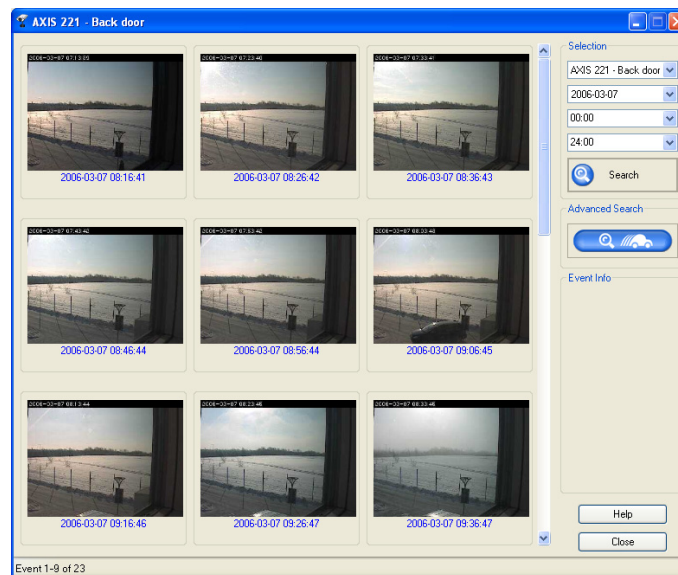 AXIS 221 - Back door
Selection
AXIS 221 - Back door
2006-03-07
00:00
24:00
Search
Advanced Search
Event Info
2006-03-07 08:16:41
2006-03-07 08:26:42
2006-03-07 08:36:43
2006-03-07 08:46:44
2006-03-07 08:56:44
2006-03-07 09:06:45
2006-03-07 09:16:46
2006-03-07 09:26:47
2006-03-07 09:36:47
Help
Close
Event 1-9 of 23